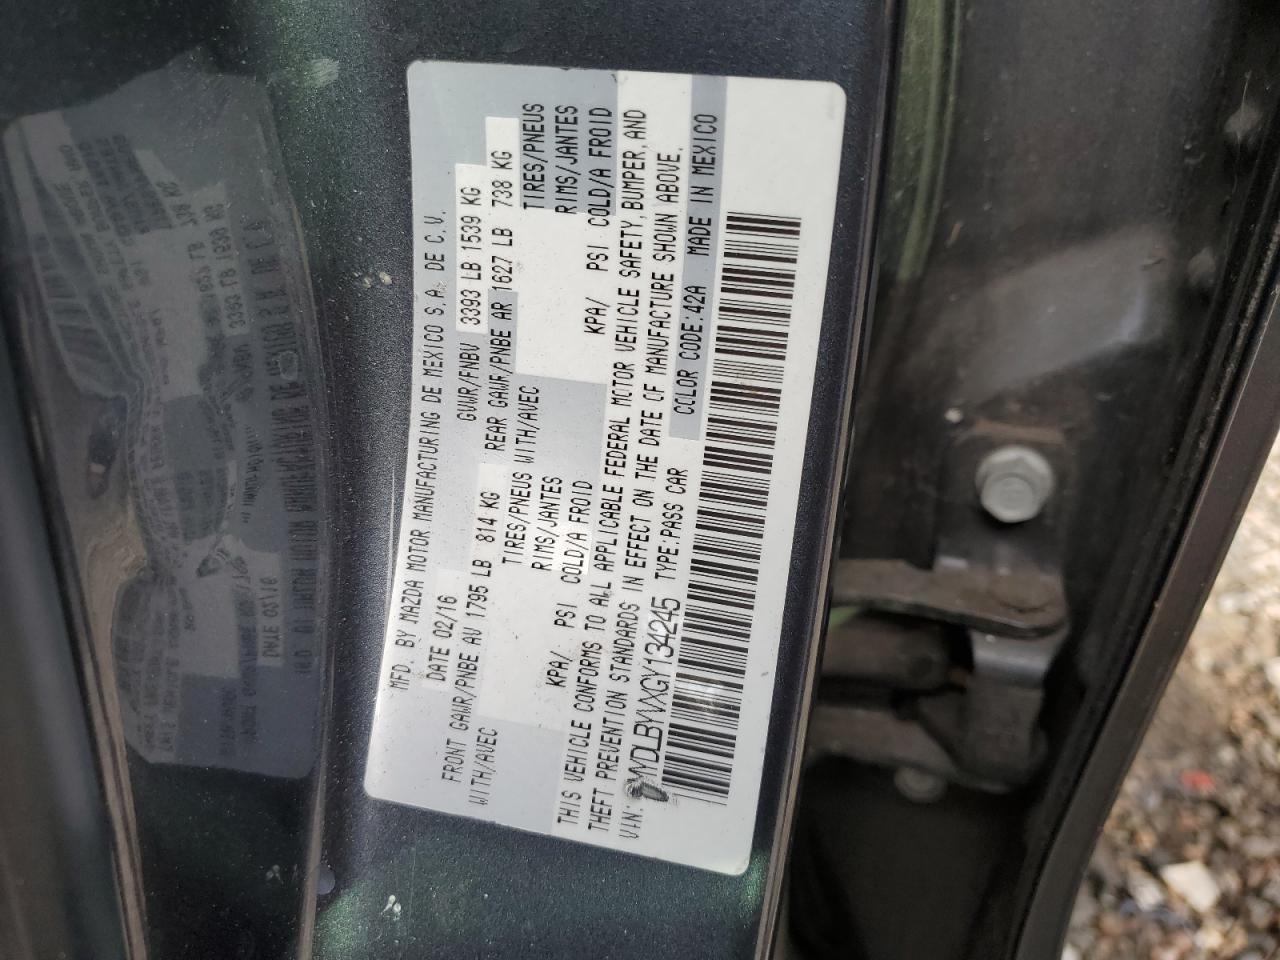 MFD. BY MAZDA MOTOR MANUFACTURING DE MEXICO S.A. DE C.V.
DATE 02/16 GVWR/PNBV 3393 LB 1539 KG
FRONT GAWR/PNBE AV 1795 LB 814 KG REAR GAWR/PNBE AR 1627 LB 738 KG
WITH/AVEC TIRES/PNEUS WITH/AVEC TIRES/PNEUS
RIMS/JANTES RIMS/JANTES
KPA/ PSI COLD/A FROID KPA/ PSI COLD/A FROID
THIS VEHICLE CONFORMS TO ALL APPLICABLE FEDERAL MOTOR VEHICLE SAFETY, BUMPER, AND
THEFT PREVENTION STANDARDS IN EFFECT ON THE DATE OF MANUFACTURE SHOWN ABOVE.
VIN: TYPE:PASS CAR COLOR CODE:42A MADE IN MEXICO